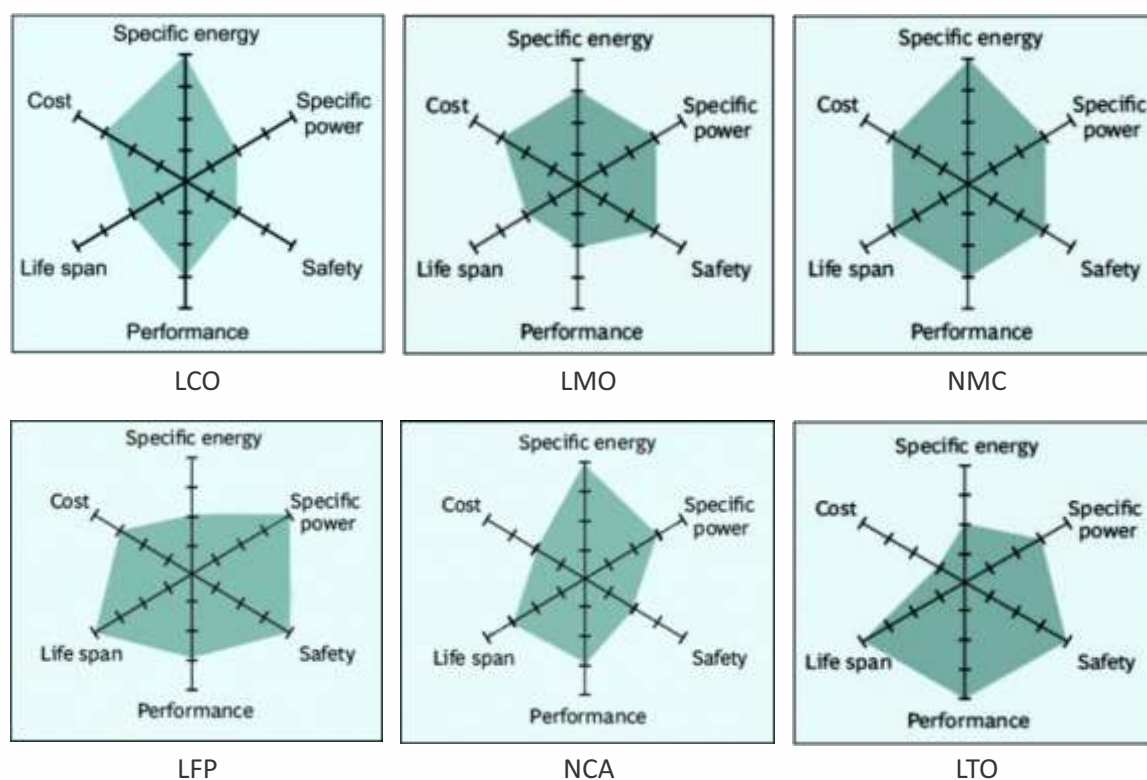 Specific energy
Cost
Specific
power
Life span
Safety
Performance
LCO
Specific energy
Cost
Specific
power
Life span
Safety
Performance
LMO
Specific energy
Cost
Specific
power
Life span
Safety
Performance
NMC
Specific energy
Cost
Specific
power
Life span
Safety
Performance
LFP
Specific energy
Cost
Specific
power
Life span
Safety
Performance
NCA
Specific energy
Cost
Specific
power
Life span
Safety
Performance
LTO